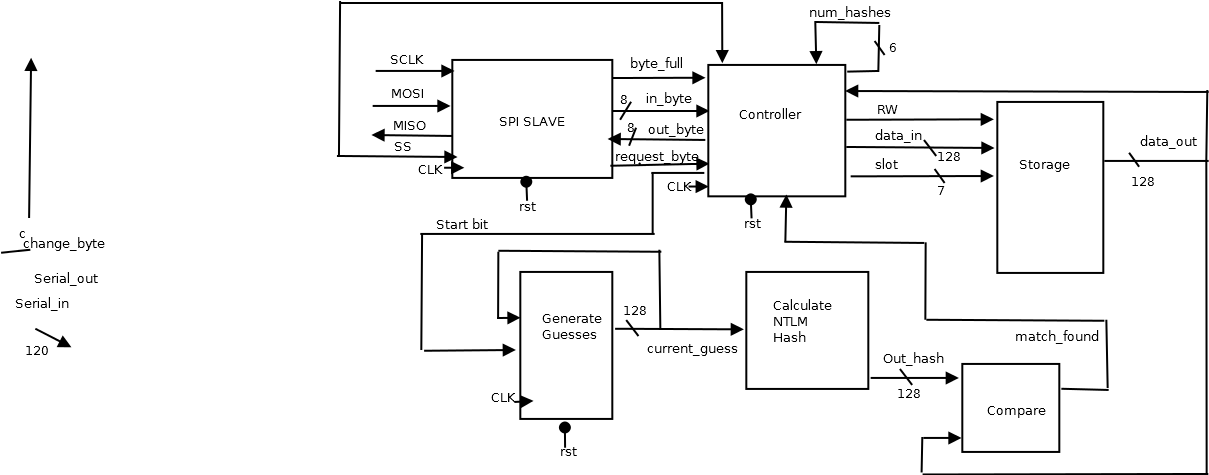 num_hashes
6
SCLK
byte_full
MOSI
8
in_byte
RW
Controller
SPI SLAVE
MISO
8
out_byte
data_in
128
data_out
SS
request_byte
slot
Storage
CLK
CLK
7
128
rst
rst
Start bit
c
change_byte
Serial_out
Serial_in
120
Generate
Guesses
128
current_guess
Calculate
NTLM
Hash
match_found
Out_hash
128
CLK
Compare
rst